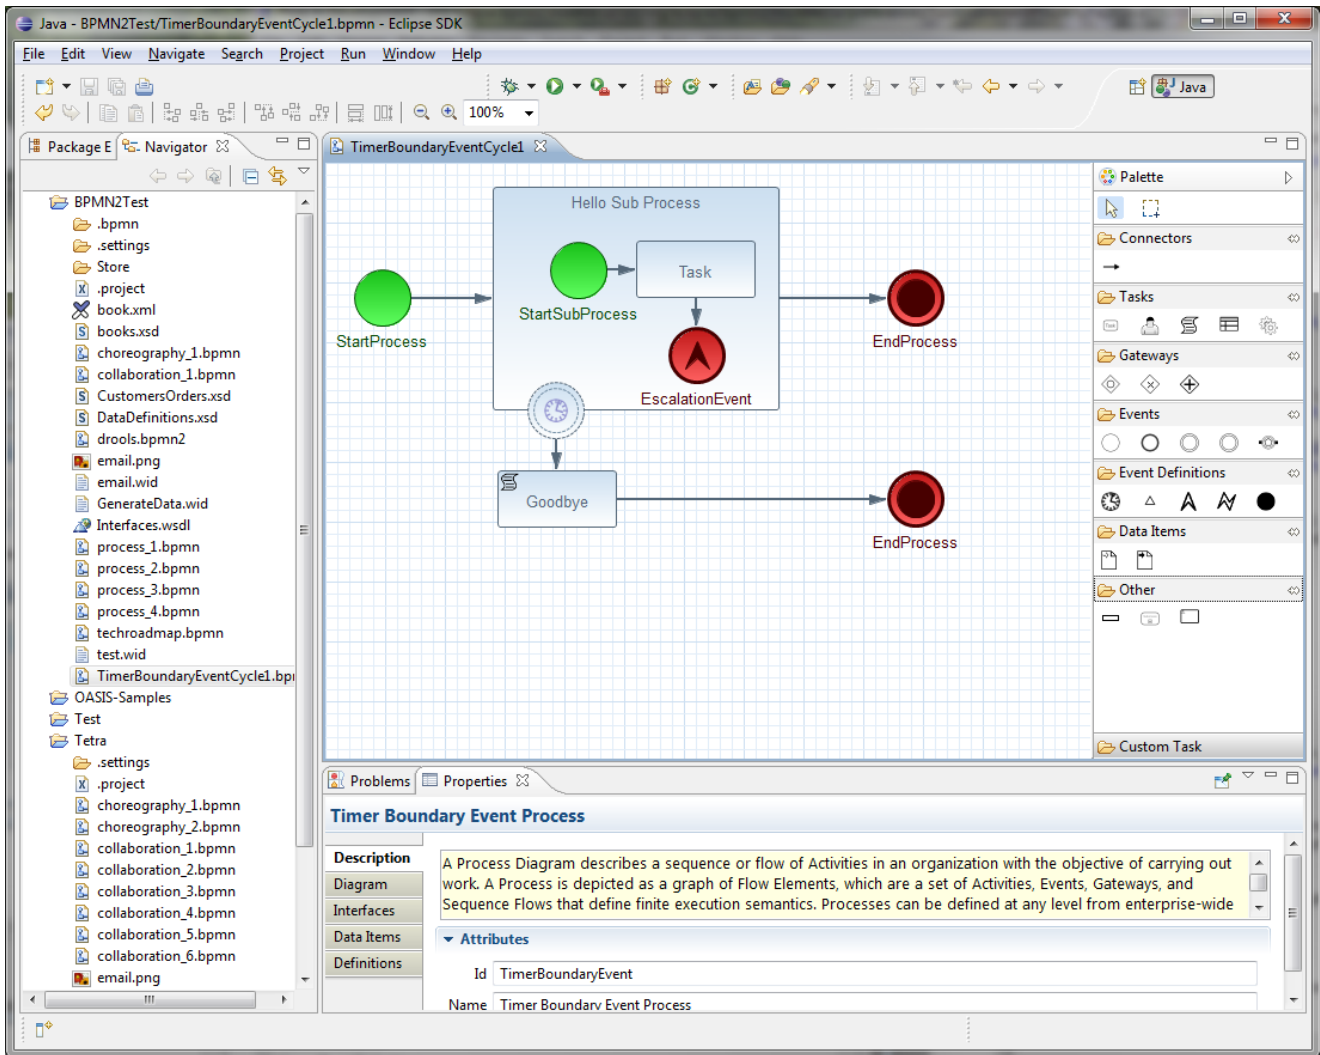 Java - BPMN2Test/TimerBoundaryEventCycle1.bpmn - Eclipse SDK
File Edit View Navigate Search Project Run Window Help
Java
100%
Package E
Navigator
BPMN2Test
.bpmn
.settings
Store
.project
book.xml
books.xsd
choreography_1.bpmn
collaboration_1.bpmn
CustomersOrders.xsd
DataDefinitions.xsd
drools.bpmn2
email.png
email.wid
GenerateData.wid
Interfaces.wsdl
process_1.bpmn
process_2.bpmn
process_3.bpmn
process_4.bpmn
techroadmap.bpmn
test.wid
TimerBoundaryEventCycle1.bp
OASIS-Samples
Test
Tetra
.settings
.project
choreography_1.bpmn
choreography_2.bpmn
collaboration_1.bpmn
collaboration_2.bpmn
collaboration_3.bpmn
collaboration_4.bpmn
collaboration_5.bpmn
collaboration_6.bpmn
email.png
TimerBoundaryEventCycle1
Hello Sub Process
Task
StartSubProcess
StartProcess
EndProcess
EscalationEvent
Goodbye
EndProcess
Palette
Connectors
Tasks
Gateways
Events
Event Definitions
Data Items
Other
Custom Task
Problems
Properties
Timer Boundary Event Process
Description
Diagram
Interfaces
Data Items
Definitions
A Process Diagram describes a sequence or flow of Activities in an organization with the objective of carrying out
work. A Process is depicted as a graph of Flow Elements, which are a set of Activities, Events, Gateways, and
Sequence Flows that define finite execution semantics. Processes can be defined at any level from enterprise-wide
Attributes
Id TimerBoundaryEvent
Name Timer Boundary Event Process